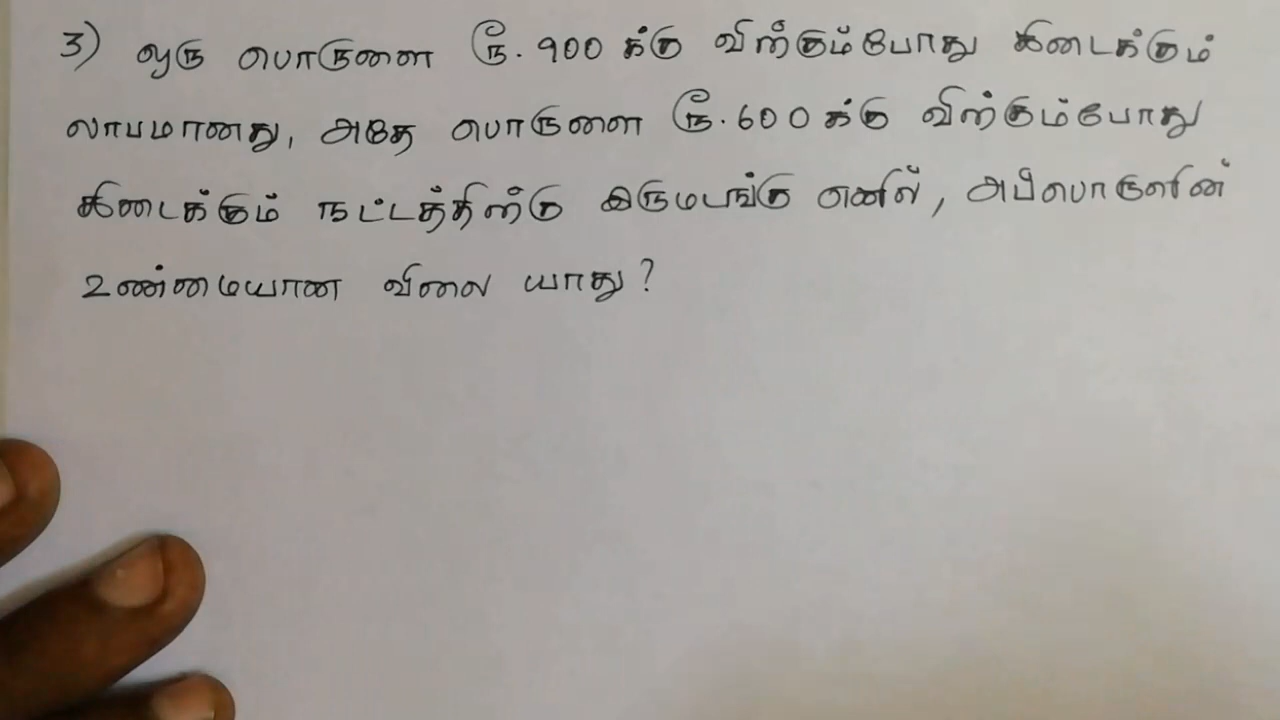 3) ஒரு பொருளை ரூ. 900 க்கு விற்கும்போது கிடைக்கும்
லாபமானது, அதே பொருளை ரூ. 600 க்கு விற்கும்போது
கிடைக்கும் நட்டத்திற்கு இருமடங்கு எனில், அப்பொருளின்
உண்மையான விலை யாது?